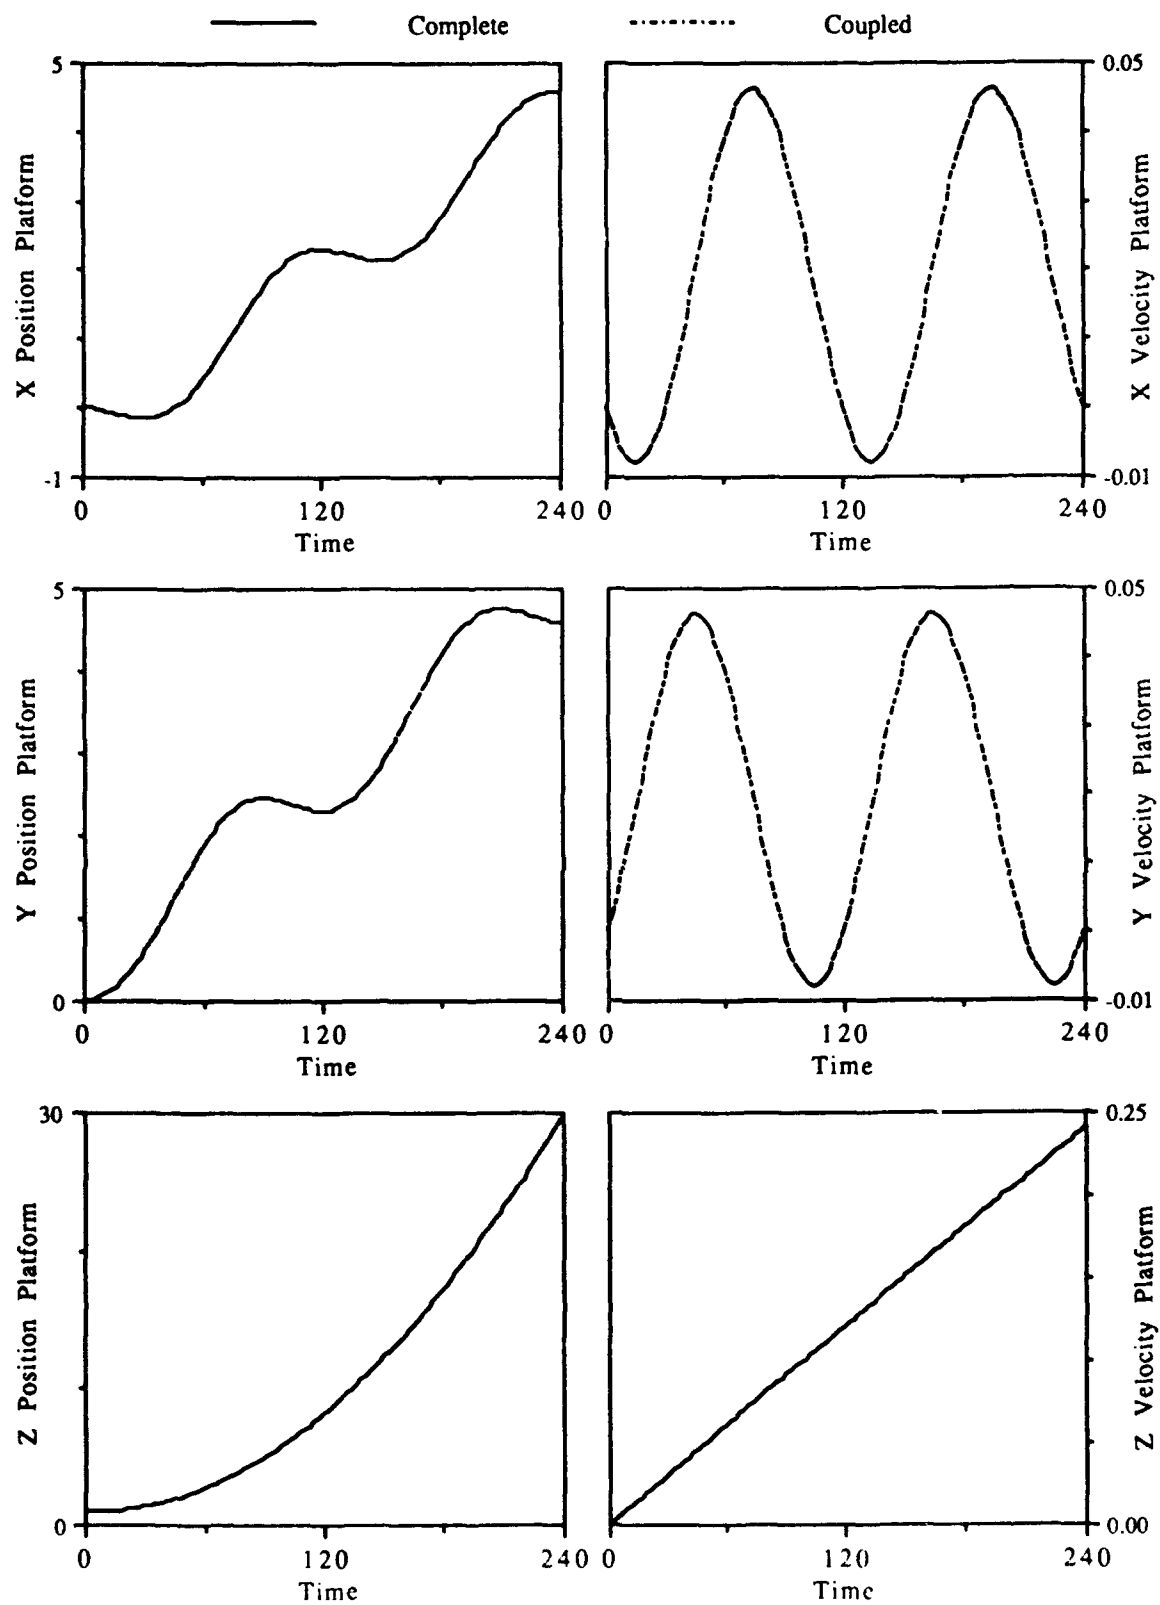 Complete
Coupled
5
X Position Platform
-1
0
120
240
Time
0.05
X Velocity Platform
-0.01
0
120
240
Time
5
Y Position Platform
0
0
120
240
Time
0.05
Y Velocity Platform
-0.01
0
120
240
Time
30
Z Position Platform
0
0
120
240
Time
0.25
Z Velocity Platform
0.00
0
120
240
Time